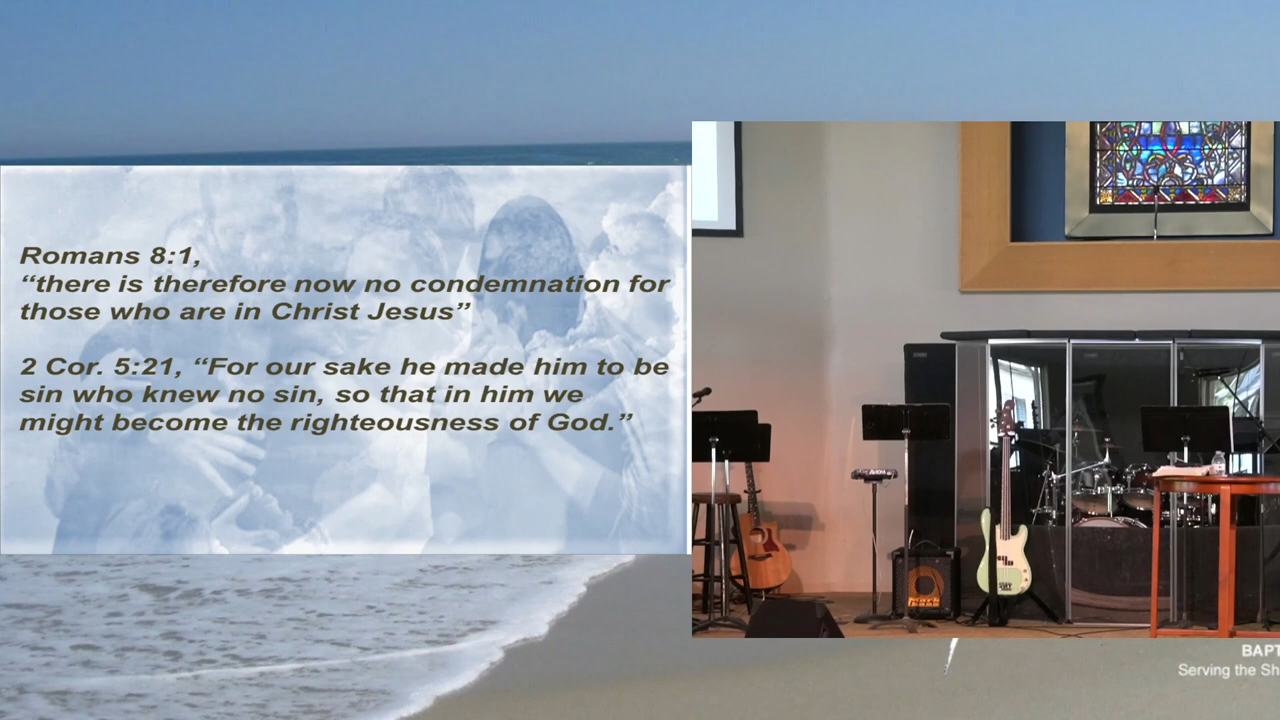 Romans 8:1,
“there is therefore now no condemnation for
those who are in Christ Jesus”
2 Cor. 5:21, “For our sake he made him to be
sin who knew no sin, so that in him we
might become the righteousness of God.”
BAPT
Serving the Sh